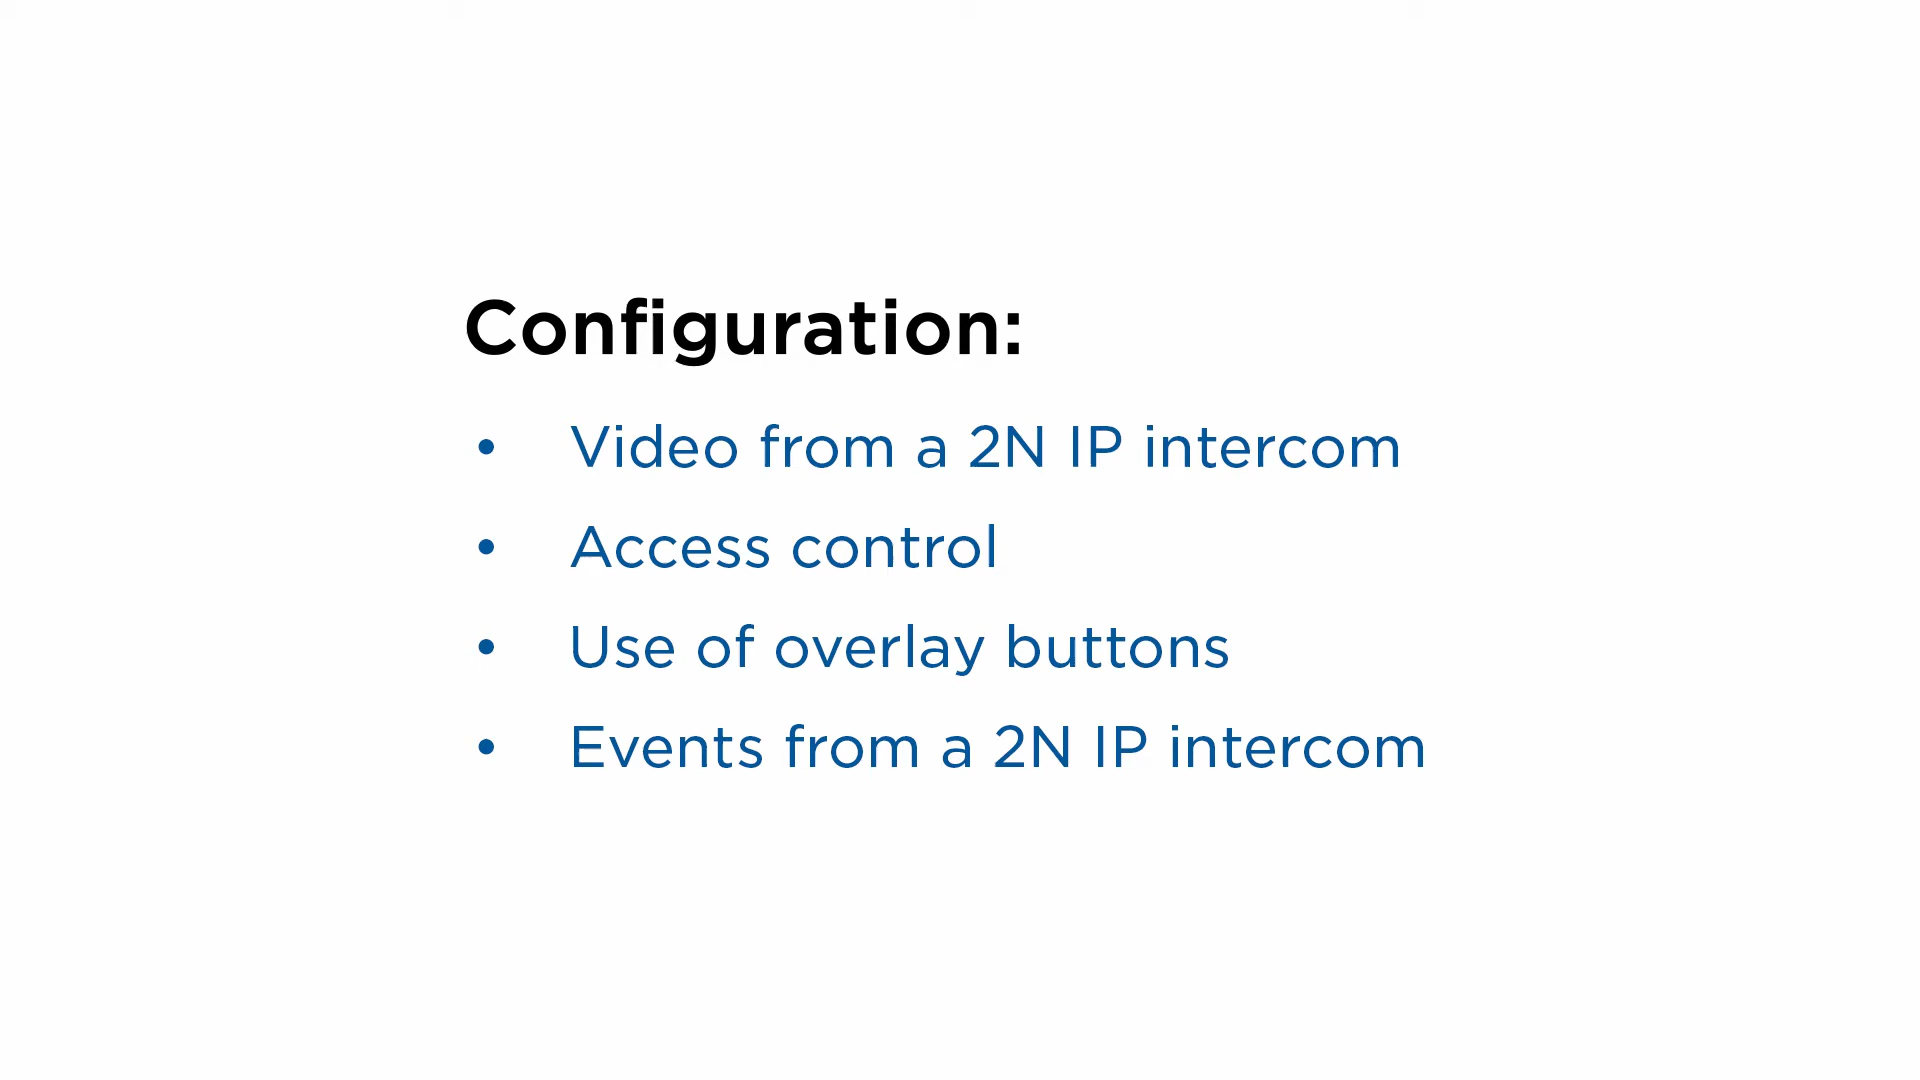 Configuration:
• Video from a 2N IP intercom
• Access control
• Use of overlay buttons
• Events from a 2N IP intercom